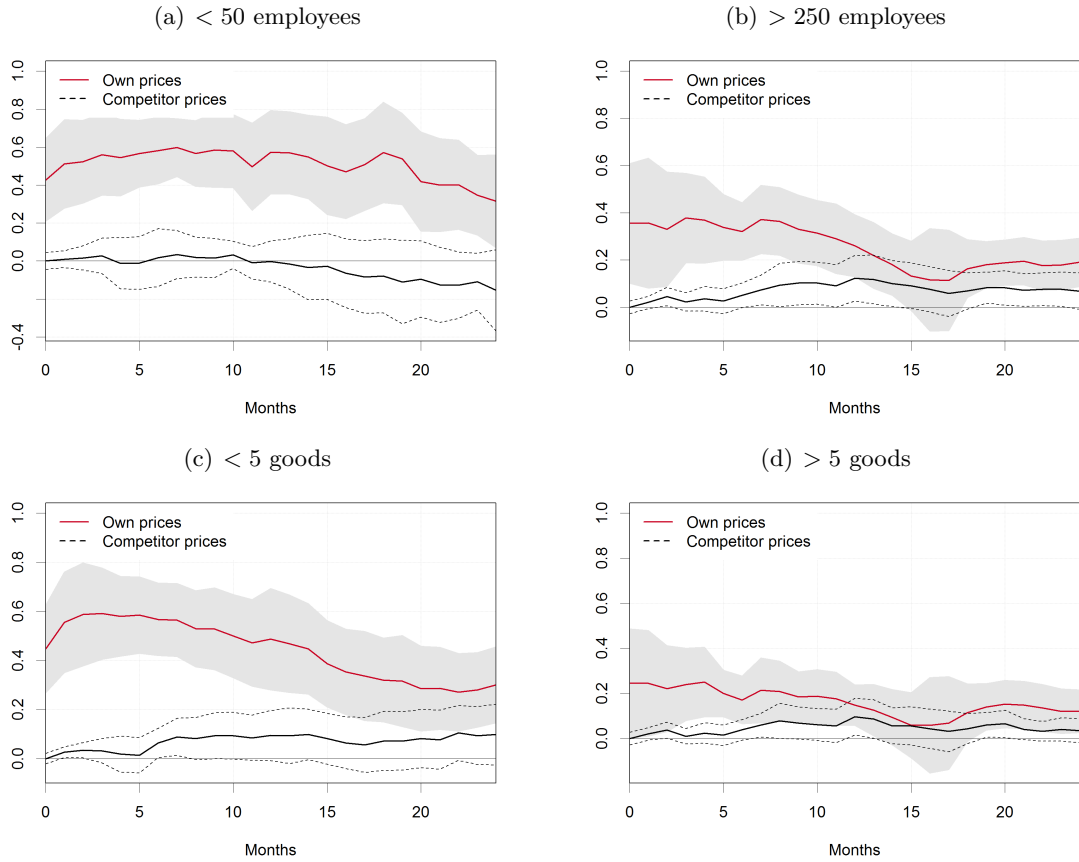 (a) < 50 employees
(b) > 250 employees
1.0
0.8
0.6
0.4
0.2
0.0
-0.4
Own prices
Competitor prices
0 5 10 15 20
Months
1.0
0.8
0.6
0.4
0.2
0.0
Own prices
Competitor prices
0 5 10 15 20
Months
(c) < 5 goods
(d) > 5 goods
1.0
0.8
0.6
0.4
0.2
0.0
Own prices
Competitor prices
0 5 10 15 20
Months
1.0
0.8
0.6
0.4
0.2
0.0
Own prices
Competitor prices
0 5 10 15 20
Months